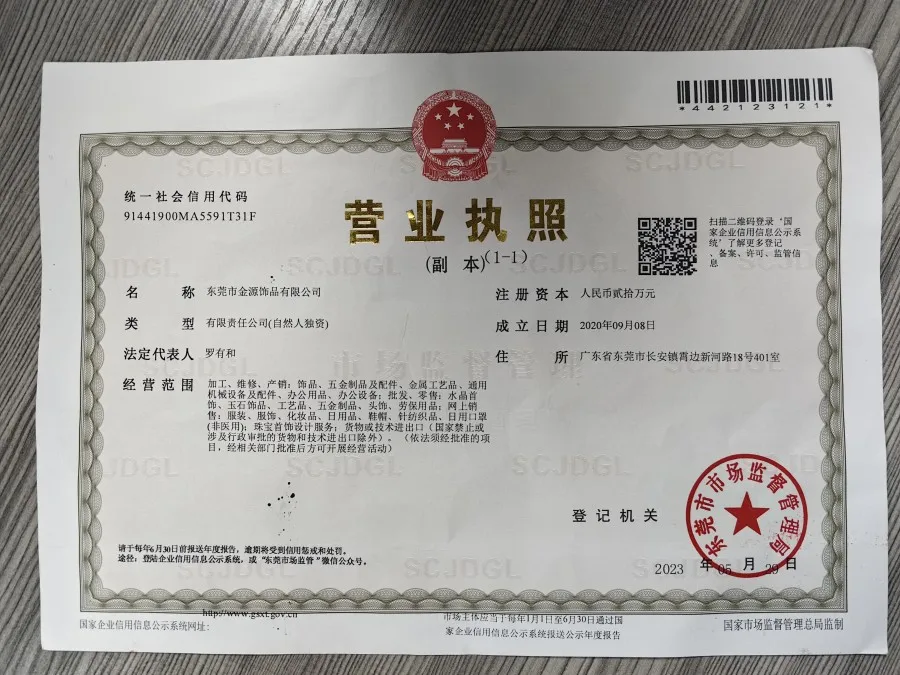 *442123121*
统一社会信用代码
91441900MA5591T31F
营业执照
(副 本)(1-1)
扫描二维码登录‘国
家企业信用信息公示系
统’了解更多登记
、备案、许可、监管信
息
名 称 东莞市金源饰品有限公司
类 型 有限责任公司(自然人独资)
法定代表人 罗有和
经营范围 加工、维修、产销：饰品、五金制品及配件、金属工艺品、通用
机械设备及配件、办公用品、办公设备；批发、零售：水晶首
饰、玉石饰品、工艺品、五金制品、头饰、劳保用品；网上销
售：服装、服饰、化妆品、日用品、鞋帽、针纺织品、日用口罩
(非医用)；珠宝首饰设计服务；货物或技术进出口（国家禁止或
涉及行政审批的货物和技术进出口除外）。（依法须经批准的项
目，经相关部门批准后方可开展经营活动）
注册资本 人民币贰拾万元
成立日期 2020年09月08日
住 所 广东省东莞市长安镇霄边新河路18号401室
市场监督管理
SCJDGL
登记机关
东莞市市场监督管理局
2023 年 05 月 29 日
请于每年6月30日前报送年度报告，逾期将受到信用惩戒和处罚。
途径：登陆企业信用信息公示系统，或“东莞市场监管”微信公众号。
http://www.gsxt.gov.cn
国家企业信用信息公示系统网址：
市场主体应当于每年1月1日至6月30日通过国
家企业信用信息公示系统报送公示年度报告
国家市场监督管理总局监制